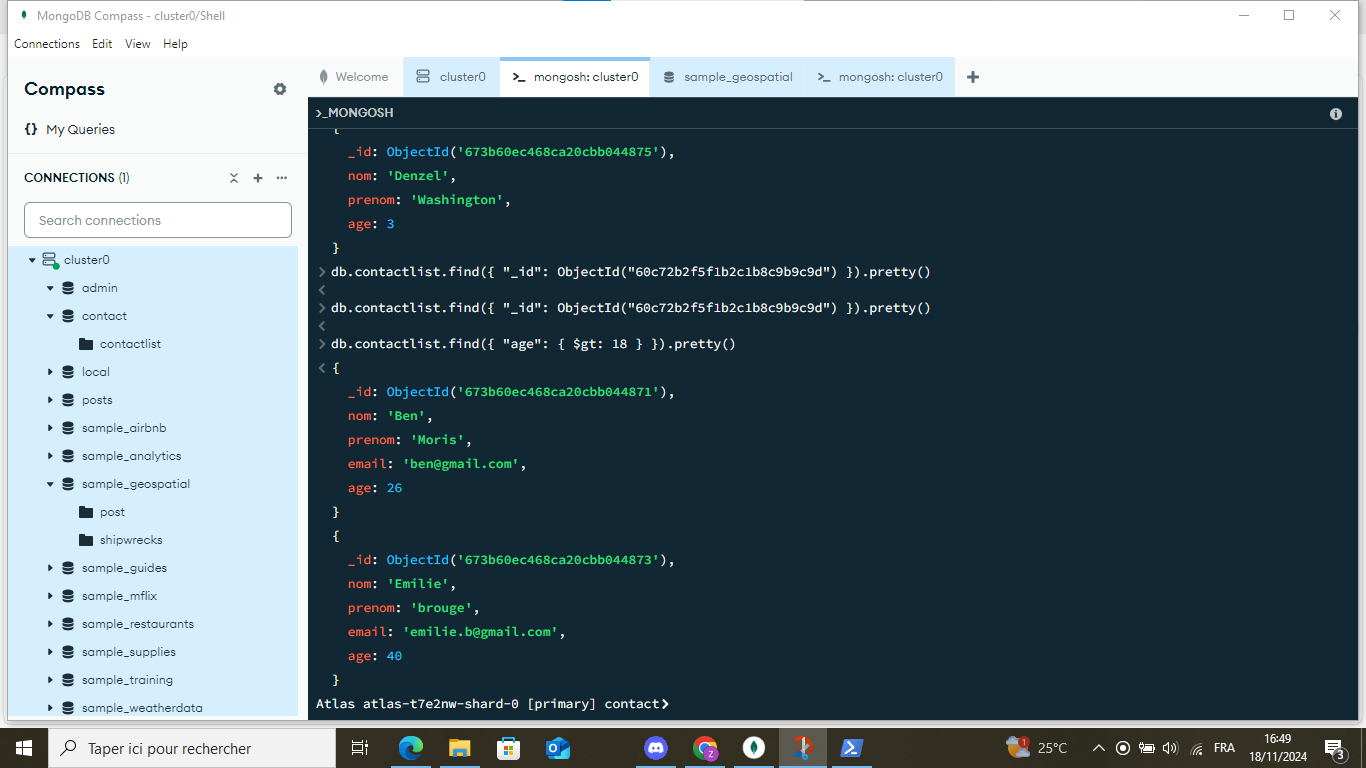 MongoDB Compass - cluster0/Shell
Connections Edit View Help
Compass
My Queries
CONNECTIONS (1)
Search connections
cluster0
admin
contact
contactlist
local
posts
sample_airbnb
sample_analytics
sample_geospatial
post
shipwrecks
sample_guides
sample_mflix
sample_restaurants
sample_supplies
sample_training
sample_weatherdata
Welcome cluster0 >_ mongosh: cluster0 sample_geospatial >_ mongosh: cluster0 +
>_MONGOSH
{
_id: ObjectId('673b60ec468ca20cbb044875'),
nom: 'Denzel',
prenom: 'Washington',
age: 3
}
> db.contactlist.find({ "_id": ObjectId("60c72b2f5f1b2c1b8c9b9c9d") }).pretty()
<
> db.contactlist.find({ "_id": ObjectId("60c72b2f5f1b2c1b8c9b9c9d") }).pretty()
<
> db.contactlist.find({ "age": { $gt: 18 } }).pretty()
< {
_id: ObjectId('673b60ec468ca20cbb044871'),
nom: 'Ben',
prenom: 'Moris',
email: 'ben@gmail.com',
age: 26
}
{
_id: ObjectId('673b60ec468ca20cbb044873'),
nom: 'Emilie',
prenom: 'brouge',
email: 'emilie.b@gmail.com',
age: 40
}
Atlas atlas-t7e2nw-shard-0 [primary] contact>
Taper ici pour rechercher
1
25°C
FRA
16:49
18/11/2024
3